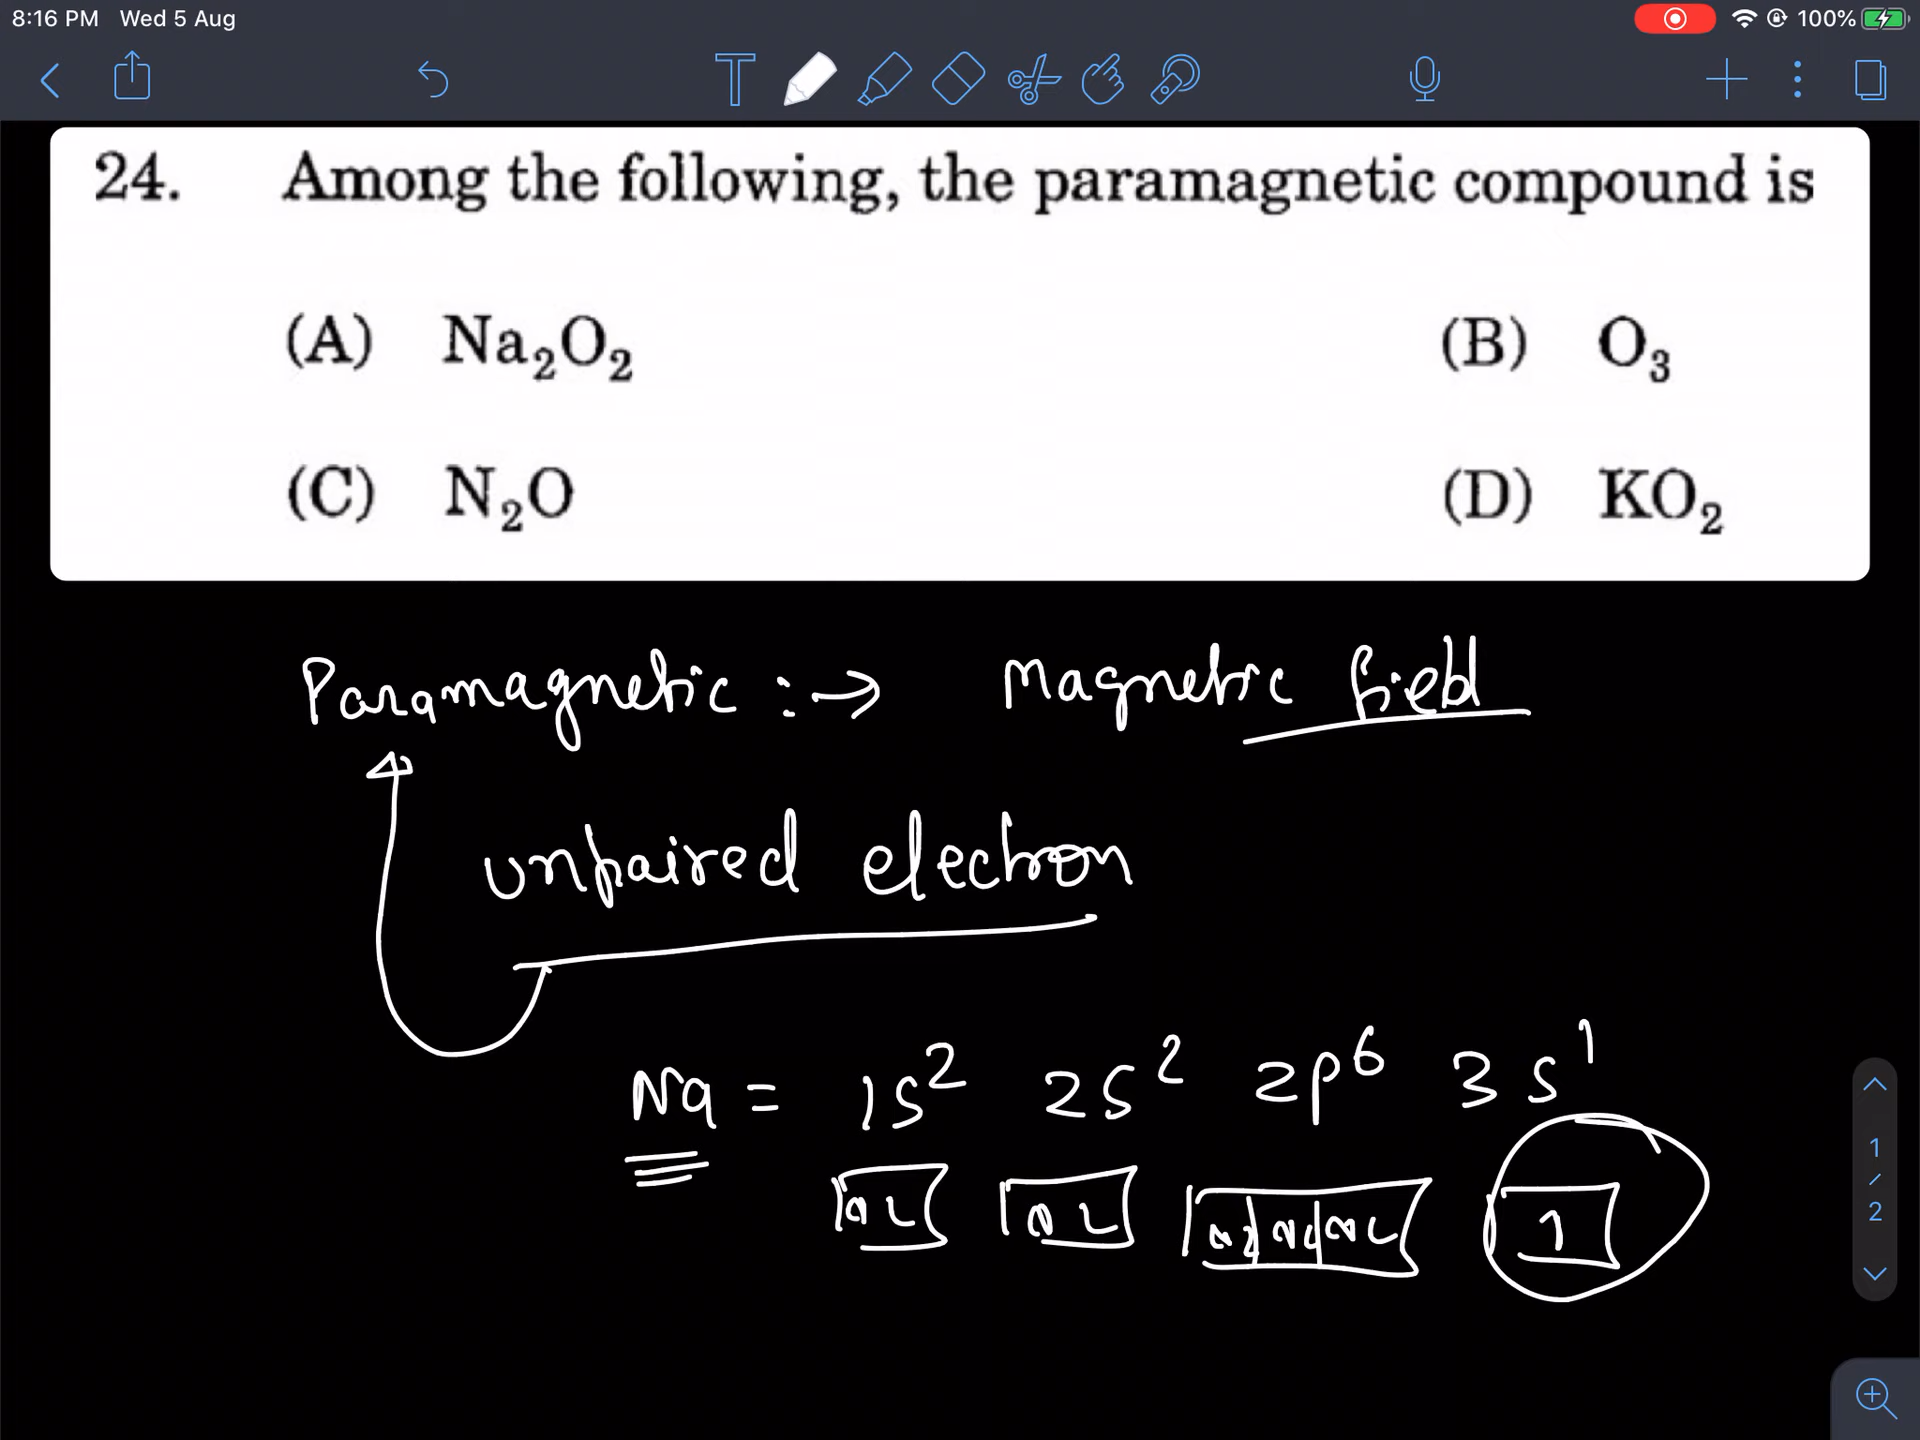 8:16 PM Wed 5 Aug 100%
24. Among the following, the paramagnetic compound is
(A) Na₂O₂ (B) O₃
(C) N₂O (D) KO₂
Paramagnetic :→ Magnetic field
unpaired electron
Na = 1s² 2s² 2p⁶ 3s¹
1
1
/
2